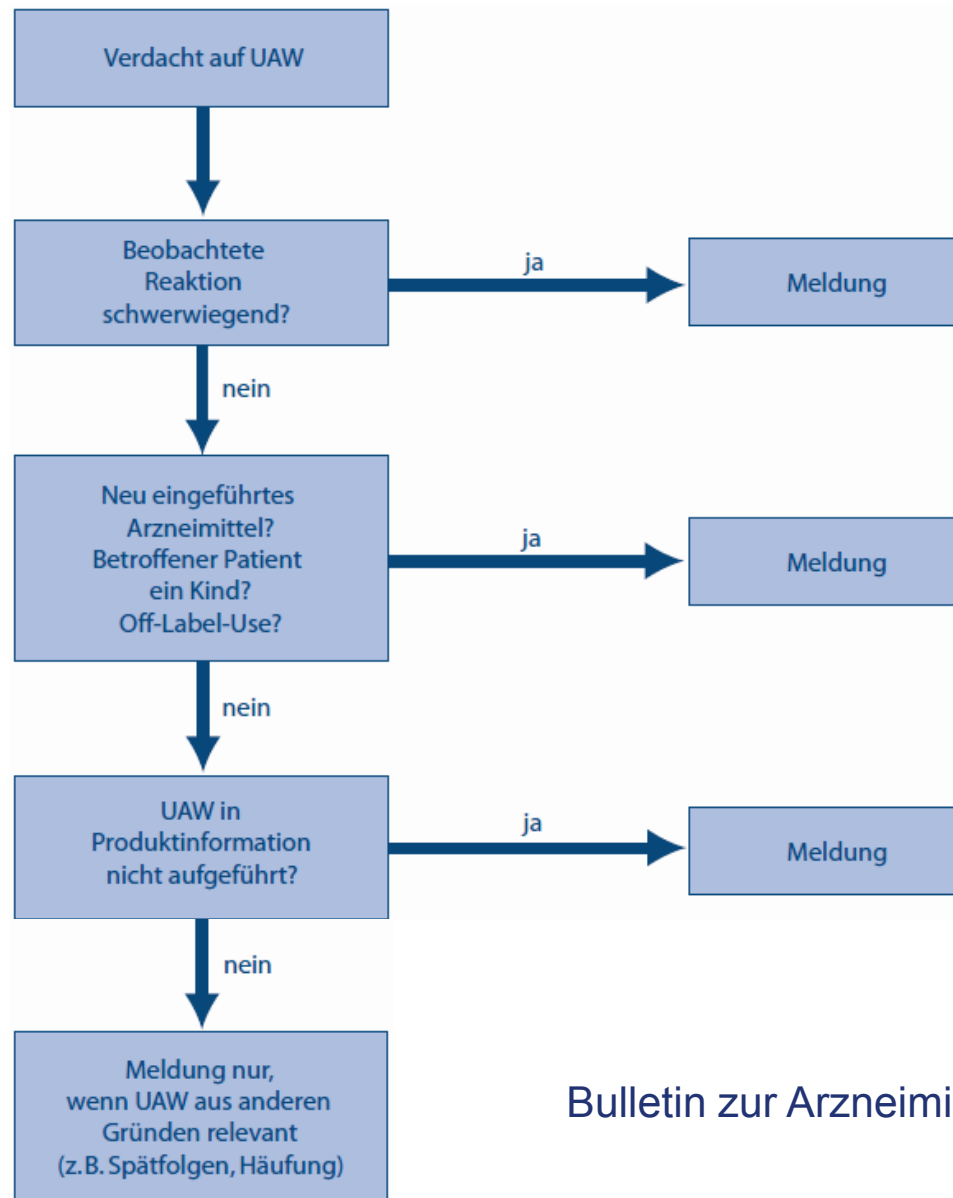 Verdacht auf UAW
Beobachtete
Reaktion
schwerwiegend?
ja
Meldung
nein
Neu eingeführtes
Arzneimittel?
Betroffener Patient
ein Kind?
Off-Label-Use?
ja
Meldung
nein
UAW in
Produktinformation
nicht aufgeführt?
ja
Meldung
nein
Meldung nur,
wenn UAW aus anderen
Gründen relevant
(z.B. Spätfolgen, Häufung)
Bulletin zur Arzneimi